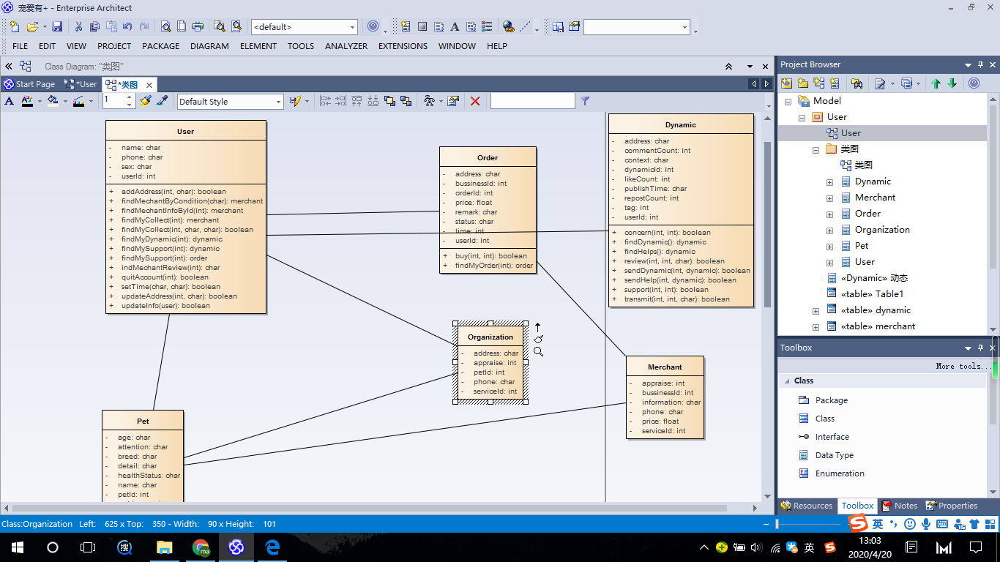 宠爱有+ - Enterprise Architect
<default>
FILE EDIT VIEW PROJECT PACKAGE DIAGRAM ELEMENT TOOLS ANALYZER EXTENSIONS WINDOW HELP
Class Diagram: "类图"
Start Page *User *类图
1 Default Style
User
- name: char
- phone: char
- sex: char
- userId: int
+ addAddress(int, char): boolean
+ findMechantByCondition(char): merchant
+ findMechantInfoById(int): merchant
+ findMyCollect(int): merchant
+ findMyCollect(int, char, char): boolean
+ findMyDynamic(int): dynamic
+ findMySupport(int): dynamic
+ findMySupport(int): order
+ indMechantReview(int): char
+ quitAccount(int): boolean
+ setTime(char, char): boolean
+ updateAddress(int, char): boolean
+ updateInfo(user): boolean
Order
- address: char
- bussinessId: int
- orderId: int
- price: float
- remark: char
- status: char
- time: int
- userId: int
+ buy(int, int): boolean
+ findMyOrder(int): order
Dynamic
- address: char
- commentCount: int
- context: char
- dynamicId: int
- likeCount: int
- publishTime: char
- repostCount: int
- tag: int
- userId: int
+ concern(int, int): boolean
+ findDynamic(): dynamic
+ findHelps(): dynamic
+ review(int, int, char): boolean
+ sendDynamic(int, dynamic): boolean
+ sendHelp(int, dynamic): boolean
+ support(int, int): boolean
+ transmit(int, int, char): boolean
Organization
- address: char
- appraise: int
- petId: int
- phone: char
- serviceId: int
Merchant
- appraise: int
- bussinessId: int
- information: char
- phone: char
- price: float
- serviceId: int
Pet
- age: char
- attention: char
- breed: char
- detail: char
- healthStatus: char
- name: char
- petId: int
Project Browser
Model
User
User
类图
类图
Dynamic
Merchant
Order
Organization
Pet
User
«Dynamic» 动态
«table» Table1
«table» dynamic
«table» merchant
Toolbox
More tools...
Class
Package
Class
Interface
Data Type
Enumeration
Resources Toolbox Notes Properties
Class:Organization Left: 625 x Top: 350 - Width: 90 x Height: 101
英
英
13:03
2020/4/20